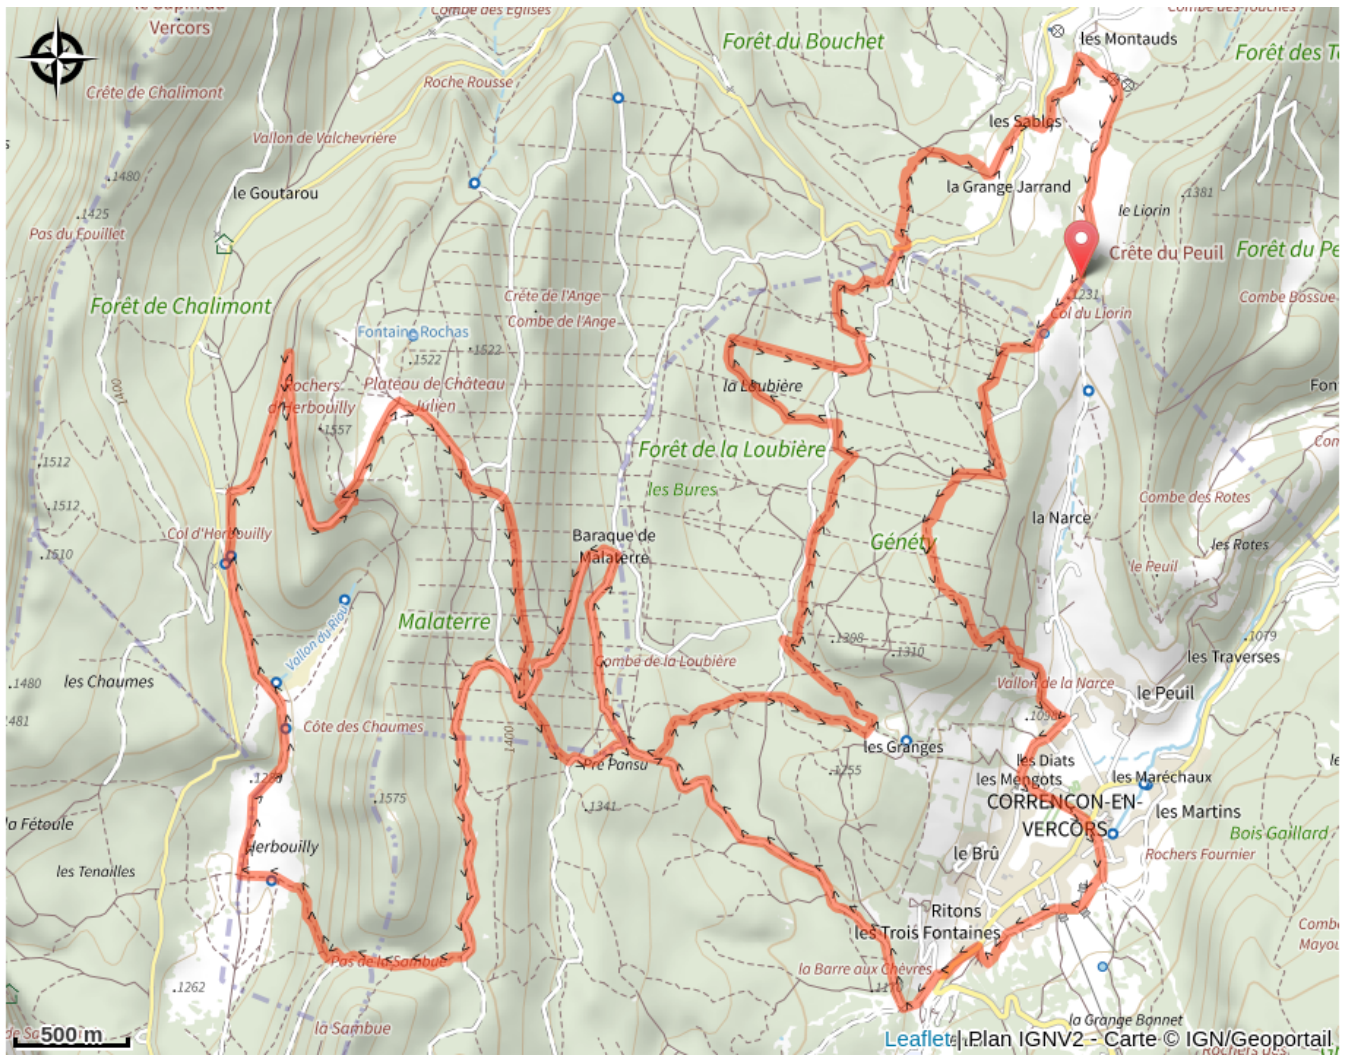 Vercors
Combe des Eglises
Crête de Chalimont
Roche Rousse
Forêt du Bouchet
les Montauds
Vallon de Valchevrière
les Sables
la Grange Jarrand
.1480
.1425
le Goutarou
Pas du Fouillet
.1381
le Liorin
Crête du Peuil
Forêt de Chalimont
Crête de l'Ange
Combe de l'Ange
Combe Bossue
.1231
Col du Liorin
Fontaine Rochas
.1522
.1522
1400
Rochers
d'Herbouilly
Plateau de Château
Julien
la Loubière
.1557
Forêt de la Loubière
les Bures
.1512
.1512
.1510
Combe des Rotes
la Narce
les Rotes
Col d'Herbouilly
Baraque de
Malaterre
Généty
le Peuil
Vallon du Riou
Malaterre
.1398
.1310
.1079
les Traverses
Combe de la Loubière
.1480
les Chaumes
Vallon de la Narce
le Peuil
.1481
Côte des Chaumes
.1098
1400
les Granges
Pré Pansu
.1255
les Diats
les Mengots
les Maréchaux
CORRENÇON-EN-
VERCORS
les Martins
.1575
.1341
la Fétoule
Bois Gaillard
Herbouilly
le Brû
Rochers Fournier
les Tenailles
Ritons
les Trois Fontaines
Pas de la Sambue
la Barre aux Chèvres
.1170
.1262
la Sambue
la Grange Bonnet
500 m
Leaflet | Plan IGNV2 - Carte © IGN/Geoportail